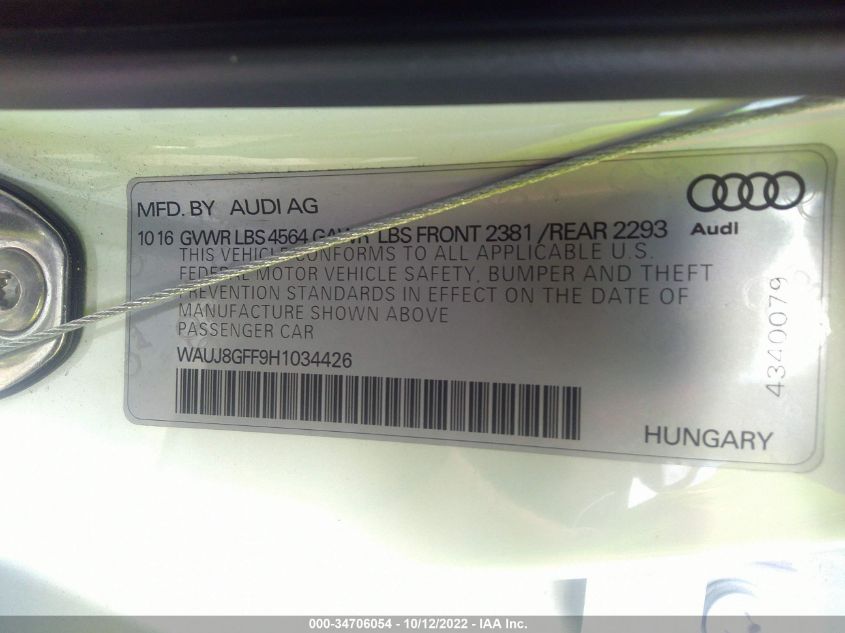 MFD. BY AUDI AG
Audi
10 16 GVWR LBS 4564 GAWR LBS FRONT 2381 /REAR 2293
THIS VEHICLE CONFORMS TO ALL APPLICABLE U.S.
FEDERAL MOTOR VEHICLE SAFETY, BUMPER AND THEFT
PREVENTION STANDARDS IN EFFECT ON THE DATE OF
MANUFACTURE SHOWN ABOVE
PASSENGER CAR
WAUJ8GFF9H1034426
4340079
HUNGARY
000-34706054 - 10/12/2022 - IAA Inc.